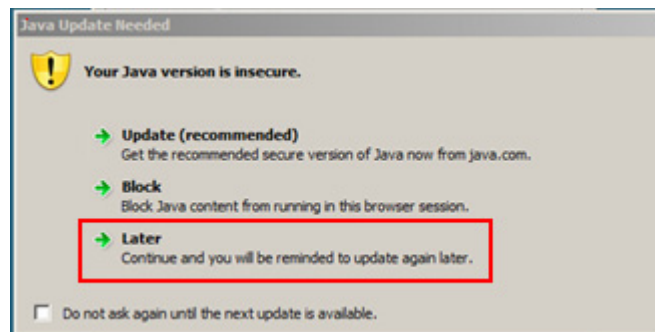 Java Update Needed
Your Java version is insecure.
Update (recommended)
Get the recommended secure version of Java now from java.com.
Block
Block Java content from running in this browser session.
Later
Continue and you will be reminded to update again later.
Do not ask again until the next update is available.